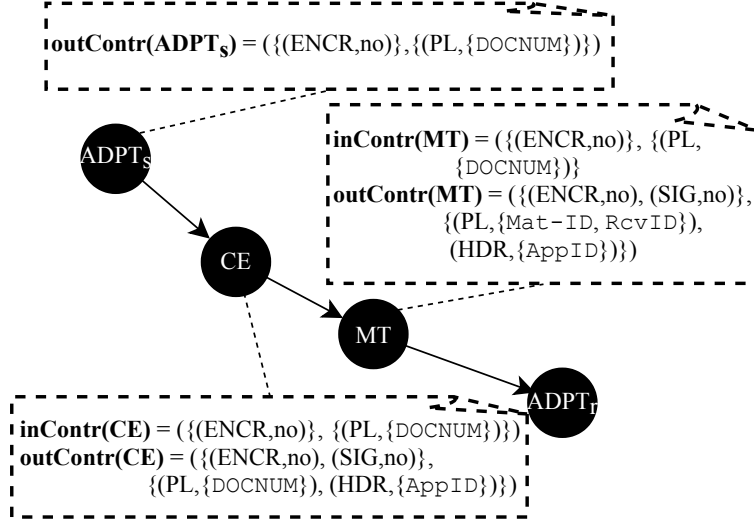 outContr(ADPTs) = ({(ENCR,no)},{(PL,{DOCNUM})})
ADPTs
inContr(MT) = ({(ENCR,no)}, {(PL,
{DOCNUM})}
outContr(MT) = ({(ENCR,no), (SIG,no)},
{(PL,{Mat-ID, RcvID}),
(HDR,{AppID})})
CE
MT
ADPTr
inContr(CE) = ({(ENCR,no)}, {(PL,{DOCNUM})})
outContr(CE) = ({(ENCR,no), (SIG,no)},
{(PL,{DOCNUM}), (HDR,{AppID})})